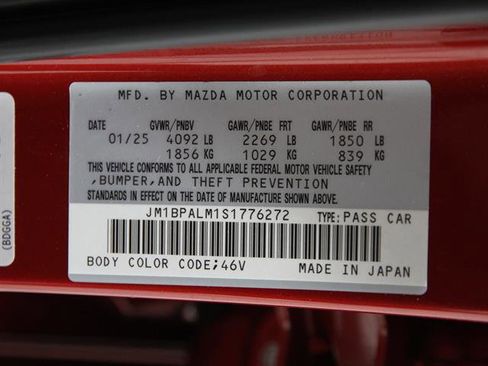 MFD. BY MAZDA MOTOR CORPORATION
DATE GVWR/PNBV GAWR/PNBE FRT GAWR/PNBE RR
01/25 4092 LB 2269 LB 1850 LB
1856 KG 1029 KG 839 KG
THIS VEHICLE CONFORMS TO ALL APPLICABLE FEDERAL MOTOR VEHICLE SAFETY
,BUMPER,AND THEFT PREVENTION
STANDARDS IN EFFECT ON THE DATE OF MANUFACTURE SHOWN ABOVE.
JM1BPALM1S1776272 TYPE:PASS CAR
BODY COLOR CODE;46V MADE IN JAPAN
(BDGGA)